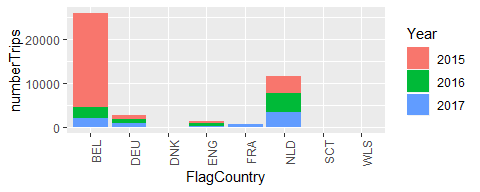 numberTrips
20000
10000
0
BEL
DEU
DNK
ENG
FRA
NLD
SCT
WLS
FlagCountry
Year
2015
2016
2017